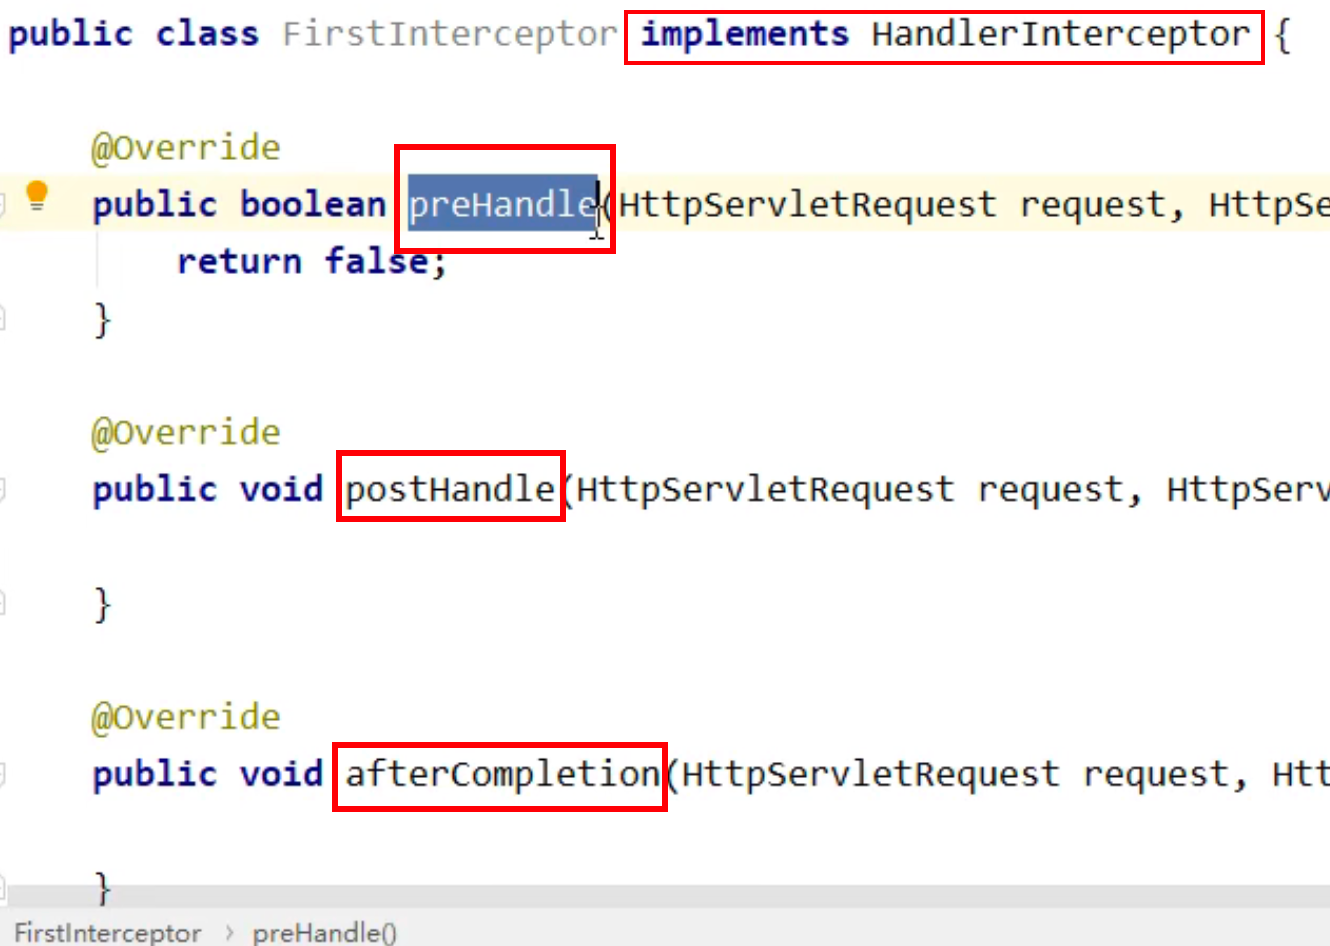 public class FirstInterceptor implements HandlerInterceptor {
@Override
public boolean preHandle(HttpServletRequest request, HttpSe
return false;
}
@Override
public void postHandle(HttpServletRequest request, HttpServ
}
@Override
public void afterCompletion(HttpServletRequest request, Htt
}
FirstInterceptor › preHandle()